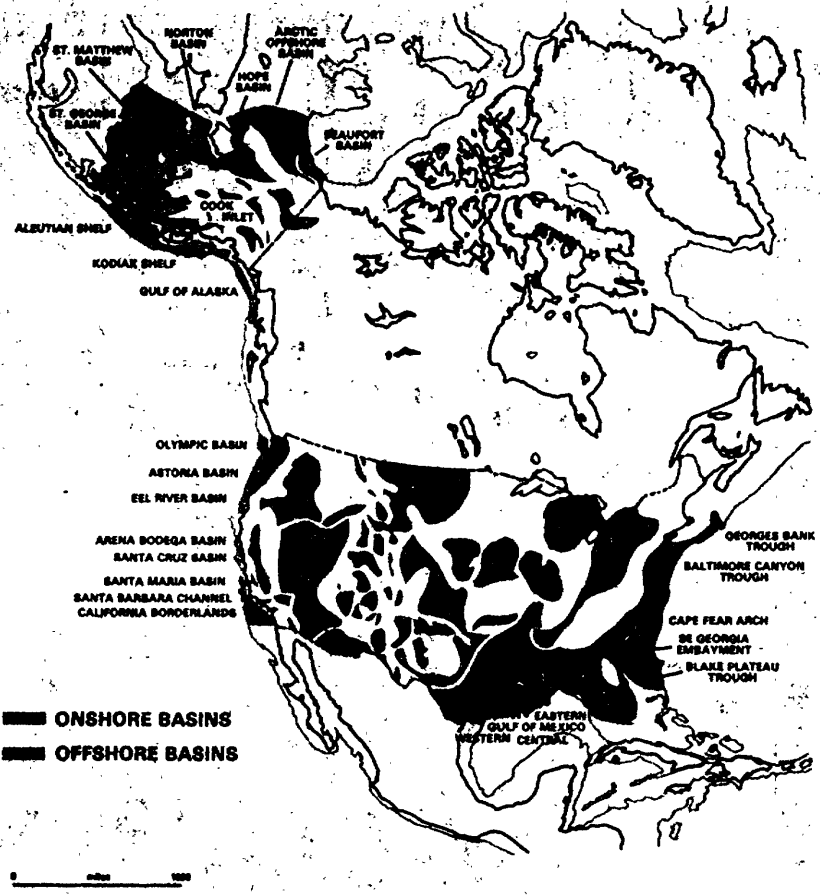 NORTON
BASIN
ARCTIC
OFFSHORE
BASIN
ST. MATTHEW
BASIN
HOPE
BASIN
ST. GEORGE
BASIN
BEAUFORT
BASIN
COOK
INLET
ALEUTIAN SHELF
KODIAK SHELF
GULF OF ALASKA
OLYMPIC BASIN
ASTORIA BASIN
EEL RIVER BASIN
ARENA BODEGA BASIN
SANTA CRUZ BASIN
SANTA MARIA BASIN
SANTA BARBARA CHANNEL
CALIFORNIA BORDERLANDS
GEORGES BANK
TROUGH
BALTIMORE CANYON
TROUGH
CAPE FEAR ARCH
SE GEORGIA
EMBAYMENT
BLAKE PLATEAU
TROUGH
EASTERN
GULF OF MEXICO
WESTERN CENTRAL
ONSHORE BASINS
OFFSHORE BASINS
0 miles 1000